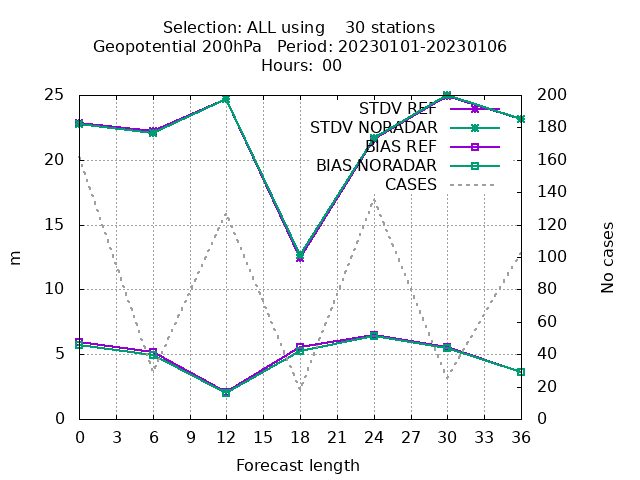 Selection: ALL using    30 stations
Geopotential 200hPa   Period: 20230101-20230106
Hours: 00
25
20
15
10
5
0
m
200
180
160
140
120
100
80
60
40
20
0
No cases
STDV REF
STDV NORADAR
BIAS REF
BIAS NORADAR
CASES
0 3 6 9 12 15 18 21 24 27 30 33 36
Forecast length